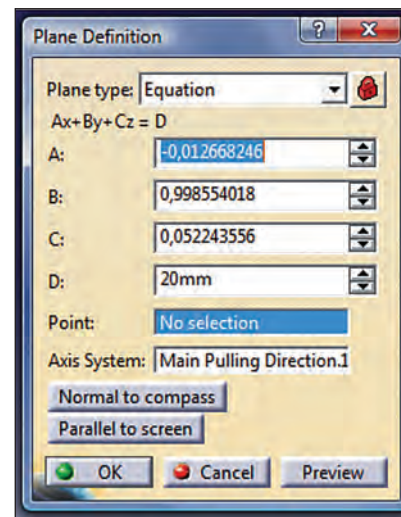 Plane Definition ? x
Plane type: Equation
Ax+By+Cz = D
A: -0,012668246
B: 0,998554018
C: 0,052243556
D: 20mm
Point: No selection
Axis System: Main Pulling Direction.1
Normal to compass
Parallel to screen
OK Cancel Preview